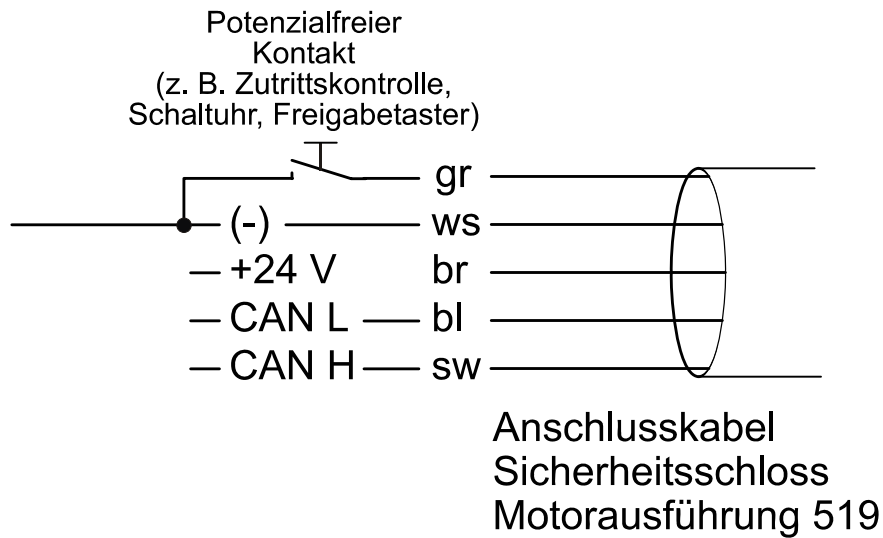 Potenzialfreier
Kontakt
(z. B. Zutrittskontrolle,
Schaltuhr, Freigabetaster)
gr
(-) ws
+24 V br
CAN L bl
CAN H sw
Anschlusskabel
Sicherheitsschloss
Motorausführung 519